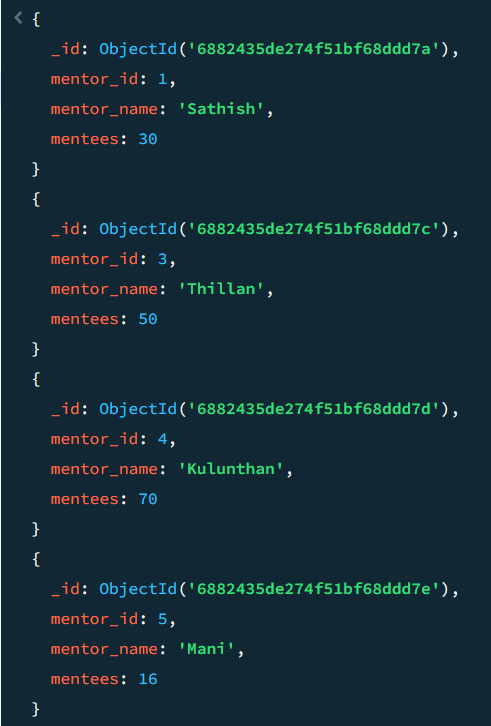 {
_id: ObjectId('6882435de274f51bf68ddd7a'),
mentor_id: 1,
mentor_name: 'Sathish',
mentees: 30
}
{
_id: ObjectId('6882435de274f51bf68ddd7c'),
mentor_id: 3,
mentor_name: 'Thillan',
mentees: 50
}
{
_id: ObjectId('6882435de274f51bf68ddd7d'),
mentor_id: 4,
mentor_name: 'Kulunthan',
mentees: 70
}
{
_id: ObjectId('6882435de274f51bf68ddd7e'),
mentor_id: 5,
mentor_name: 'Mani',
mentees: 16
}